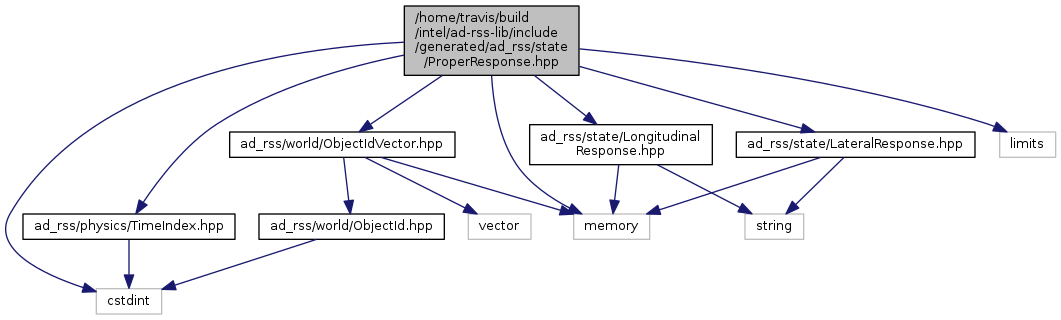 /home/travis/build
/intel/ad-rss-lib/include
/generated/ad_rss/state
/ProperResponse.hpp
ad_rss/world/ObjectIdVector.hpp
ad_rss/state/Longitudinal
Response.hpp
ad_rss/state/LateralResponse.hpp
limits
ad_rss/physics/TimeIndex.hpp
ad_rss/world/ObjectId.hpp
vector
memory
string
cstdint